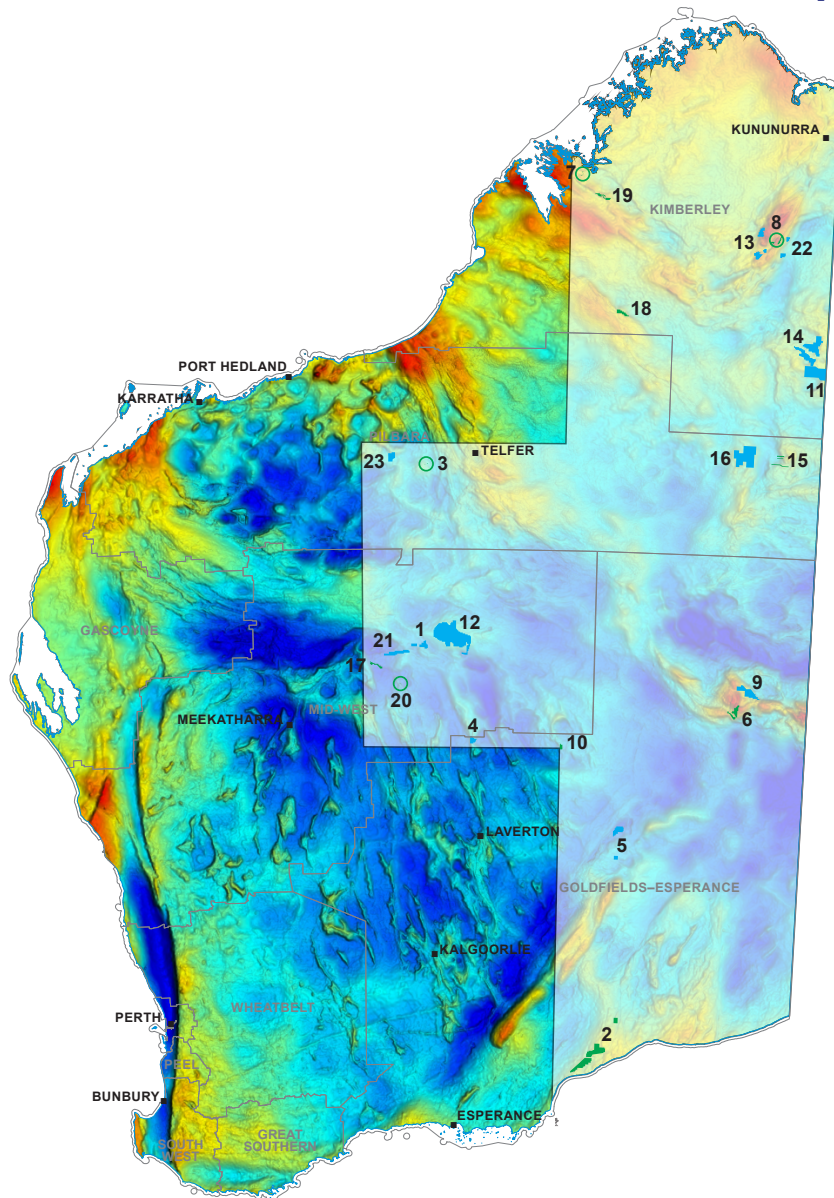 KUNUNURRA
7
19
KIMBERLEY
8
13
22
18
14
11
PORT HEDLAND
KARRATHA
PILBARA
TELFER
23
3
16
15
GASCOYNE
1
12
21
17
20
MID-WEST
MEEKATHARRA
9
6
4
10
LAVERTON
5
GOLDFIELDS–ESPERANCE
KALGOORLIE
WHEATBELT
PERTH
2
PEEL
BUNBURY
ESPERANCE
GREAT
SOUTHERN
SOUTH
WEST